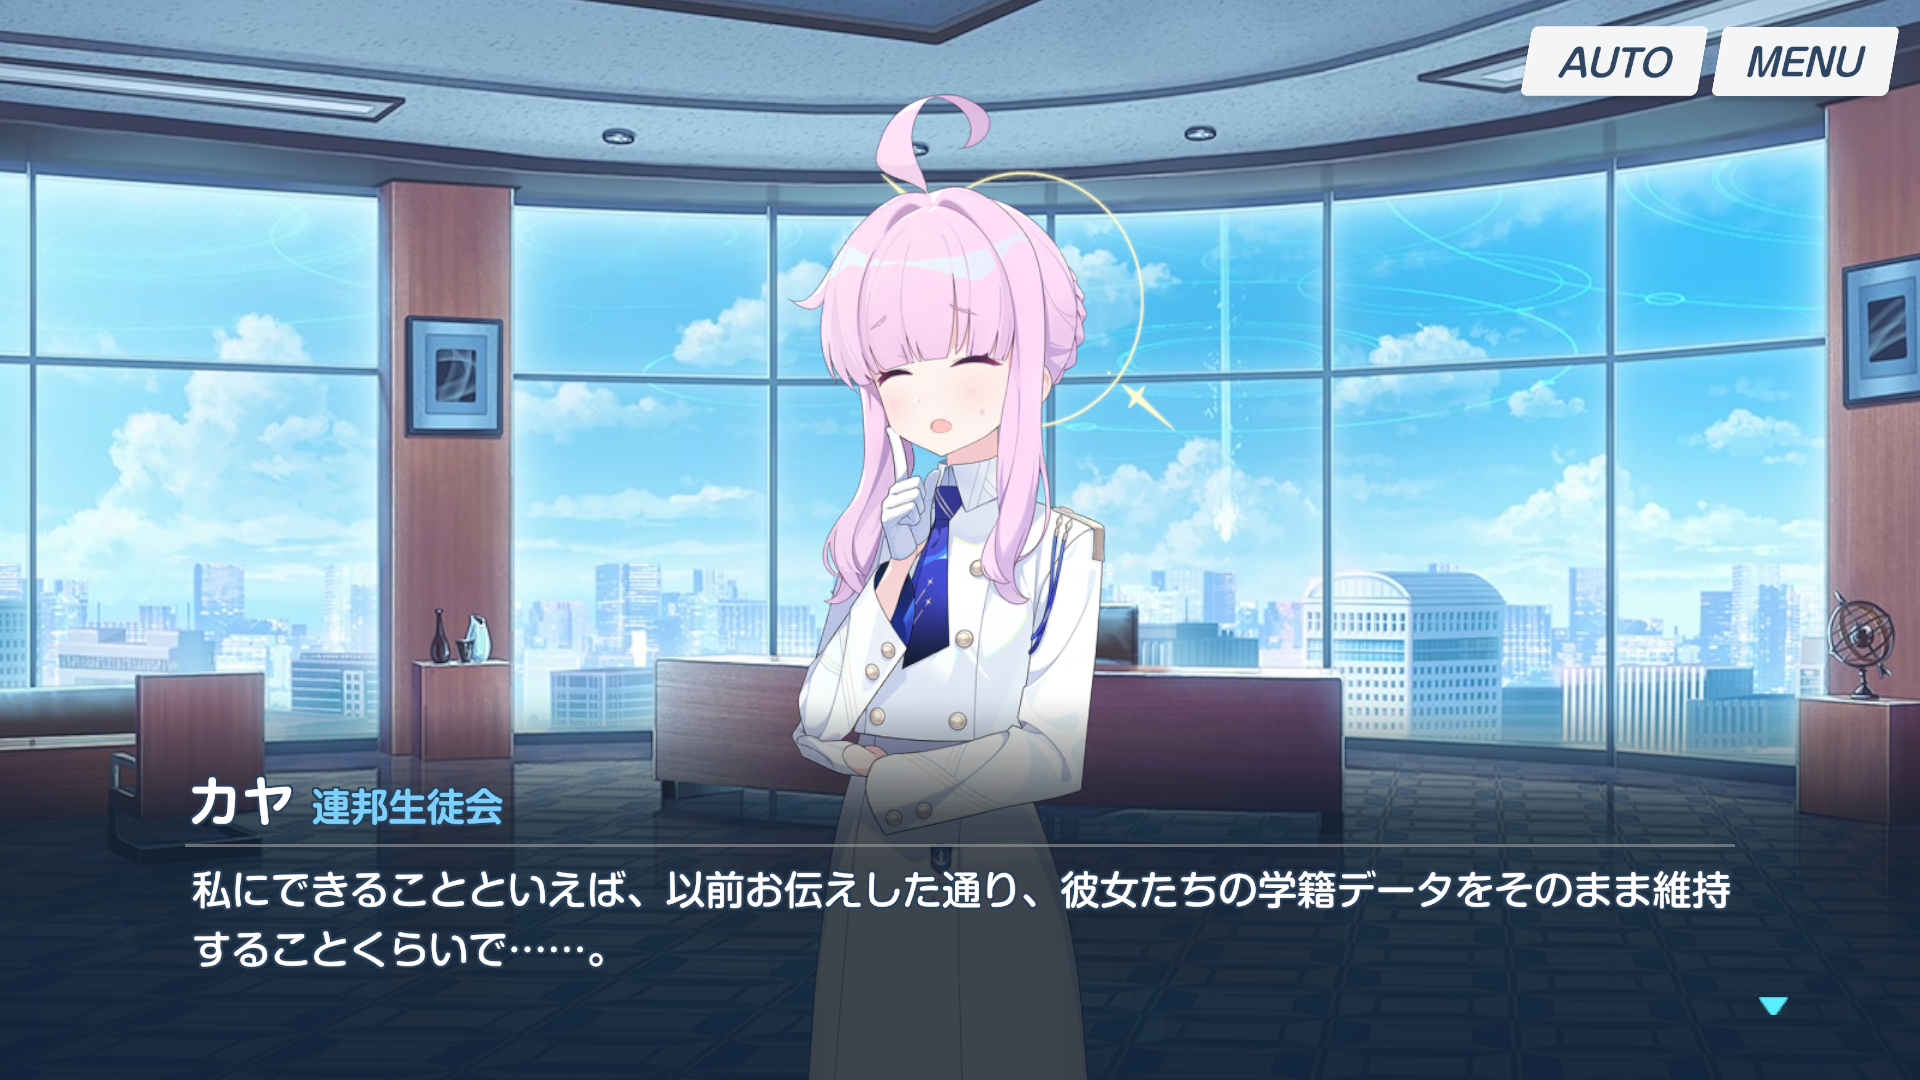 AUTO
MENU
カヤ 連邦生徒会
私にできることといえば、以前お伝えした通り、彼女たちの学籍データをそのまま維持
することくらいで……。